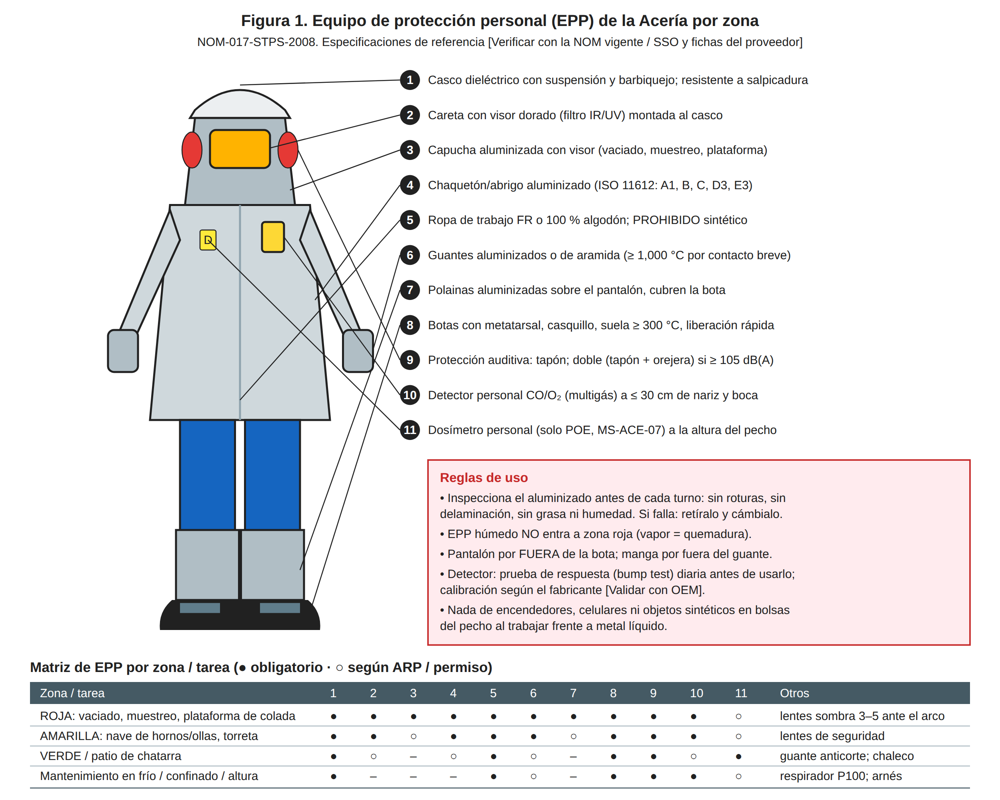 Figura 1. Equipo de protección personal (EPP) de la Acería por zona
NOM-017-STPS-2008. Especificaciones de referencia [Verificar con la NOM vigente / SSO y fichas del proveedor]
1 Casco dieléctrico con suspensión y barbiquejo; resistente a salpicadura
2 Careta con visor dorado (filtro IR/UV) montada al casco
3 Capucha aluminizada con visor (vaciado, muestreo, plataforma)
4 Chaquetón/abrigo aluminizado (ISO 11612: A1, B, C, D3, E3)
5 Ropa de trabajo FR o 100 % algodón; PROHIBIDO sintético
D
6 Guantes aluminizados o de aramida (≥ 1,000 °C por contacto breve)
7 Polainas aluminizadas sobre el pantalón, cubren la bota
8 Botas con metatarsal, casquillo, suela ≥ 300 °C, liberación rápida
9 Protección auditiva: tapón; doble (tapón + orejera) si ≥ 105 dB(A)
10 Detector personal CO/O₂ (multigás) a ≤ 30 cm de nariz y boca
11 Dosímetro personal (solo POE, MS-ACE-07) a la altura del pecho
Reglas de uso
• Inspecciona el aluminizado antes de cada turno: sin roturas, sin
delaminación, sin grasa ni humedad. Si falla: retíralo y cámbialo.
• EPP húmedo NO entra a zona roja (vapor = quemadura).
• Pantalón por FUERA de la bota; manga por fuera del guante.
• Detector: prueba de respuesta (bump test) diaria antes de usarlo;
calibración según el fabricante [Validar con OEM].
• Nada de encendedores, celulares ni objetos sintéticos en bolsas
del pecho al trabajar frente a metal líquido.
Matriz de EPP por zona / tarea (● obligatorio · ○ según ARP / permiso)
Zona / tarea 1 2 3 4 5 6 7 8 9 10 11 Otros
ROJA: vaciado, muestreo, plataforma de colada ● ● ● ● ● ● ● ● ● ● ○ lentes sombra 3–5 ante el arco
AMARILLA: nave de hornos/ollas, torreta ● ● ○ ● ● ● ○ ● ● ● ○ lentes de seguridad
VERDE / patio de chatarra ● ○ – ○ ● ○ – ● ● ○ ● guante anticorte; chaleco
Mantenimiento en frío / confinado / altura ● – – – ● ○ – ● ● ● ○ respirador P100; arnés